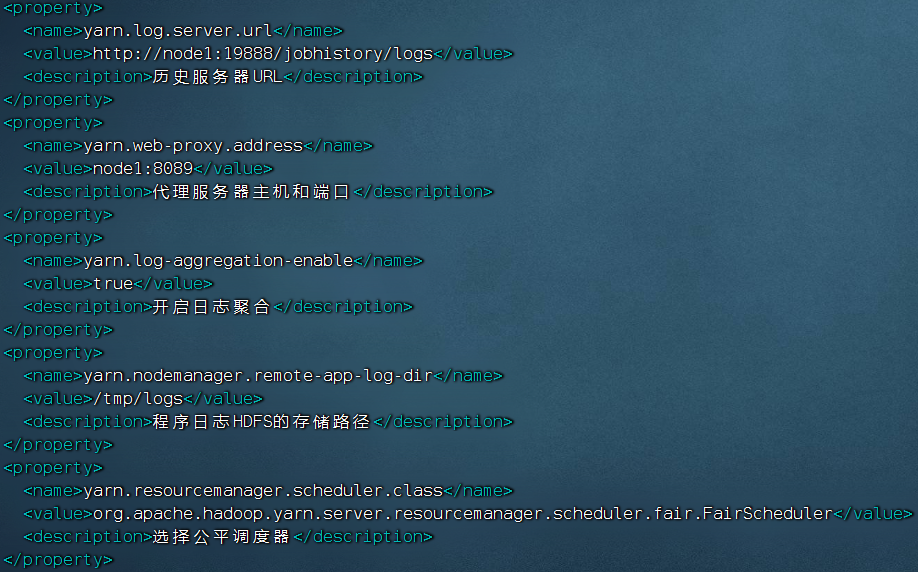 <property>
<name>yarn.log.server.url</name>
<value>http://node1:19888/jobhistory/logs</value>
<description>历史服务器URL</description>
</property>
<property>
<name>yarn.web-proxy.address</name>
<value>node1:8089</value>
<description>代理服务器主机和端口</description>
</property>
<property>
<name>yarn.log-aggregation-enable</name>
<value>true</value>
<description>开启日志聚合</description>
</property>
<property>
<name>yarn.nodemanager.remote-app-log-dir</name>
<value>/tmp/logs</value>
<description>程序日志HDFS的存储路径</description>
</property>
<property>
<name>yarn.resourcemanager.scheduler.class</name>
<value>org.apache.hadoop.yarn.server.resourcemanager.scheduler.fair.FairScheduler</value>
<description>选择公平调度器</description>
</property>